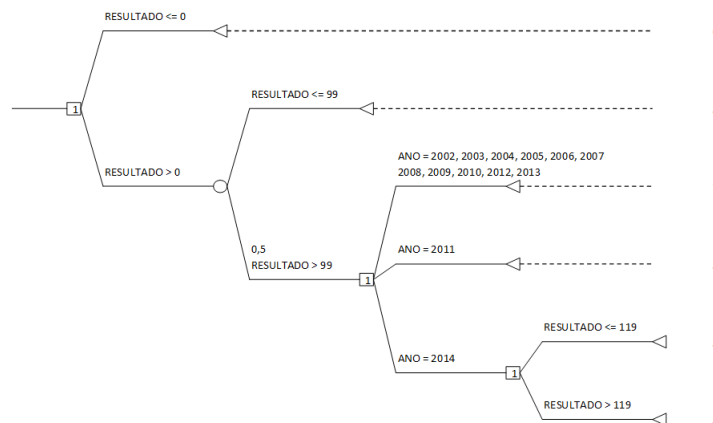 RESULTADO <= 0
1
RESULTADO > 0
RESULTADO <= 99
0,5
RESULTADO > 99
1
ANO = 2002, 2003, 2004, 2005, 2006, 2007
2008, 2009, 2010, 2012, 2013
ANO = 2011
ANO = 2014
1
RESULTADO <= 119
RESULTADO > 119